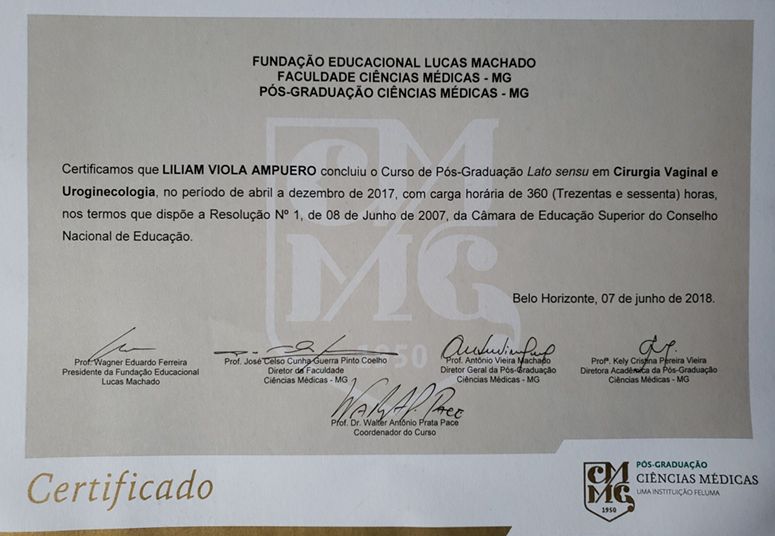 FUNDAÇÃO EDUCACIONAL LUCAS MACHADO
FACULDADE CIÊNCIAS MÉDICAS - MG
PÓS-GRADUAÇÃO CIÊNCIAS MÉDICAS - MG
Certificamos que LILIAM VIOLA AMPUERO concluiu o Curso de Pós-Graduação Lato sensu em Cirurgia Vaginal e
Uroginecologia, no período de abril a dezembro de 2017, com carga horária de 360 (Trezentas e sessenta) horas,
nos termos que dispõe a Resolução Nº 1, de 08 de Junho de 2007, da Câmara de Educação Superior do Conselho
Nacional de Educação.
CM
MG
1950
Belo Horizonte, 07 de junho de 2018.
Prof. Wagner Eduardo Ferreira
Presidente da Fundação Educacional
Lucas Machado
Prof. José Celso Cunha Guerra Pinto Coelho
Diretor da Faculdade
Ciências Médicas - MG
Prof. Antônio Vieira Machado
Diretor Geral da Pós-Graduação
Ciências Médicas - MG
Profª. Kely Cristina Pereira Vieira
Diretora Acadêmica da Pós-Graduação
Ciências Médicas - MG
Prof. Dr. Walter Antônio Prata Pace
Coordenador do Curso
Certificado
CM
MG
1950
PÓS-GRADUAÇÃO
CIÊNCIAS MÉDICAS
UMA INSTITUIÇÃO FELUMA